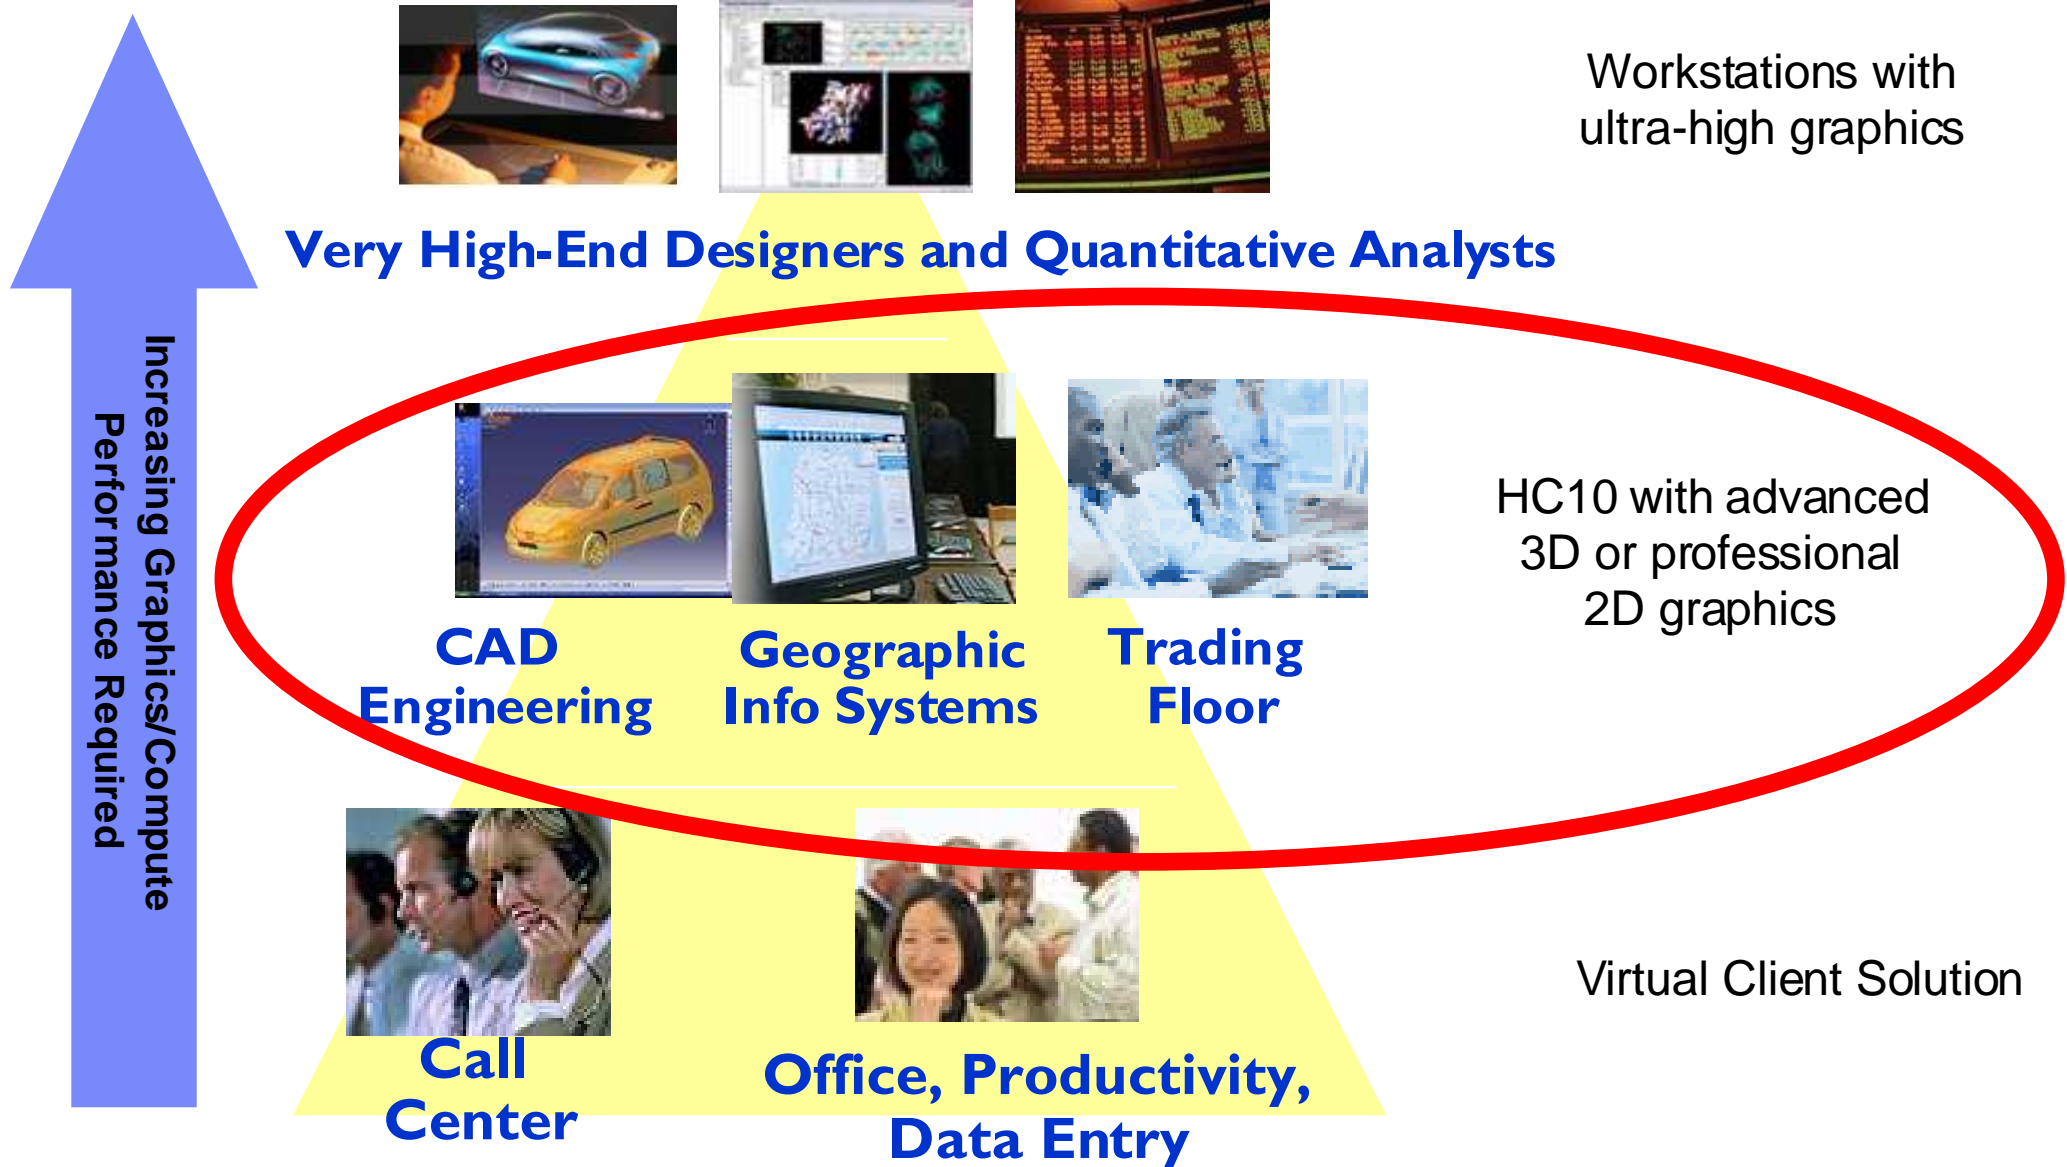 Workstations with
ultra-high graphics
Very High-End Designers and Quantitative Analysts
Increasing Graphics/Compute
Performance Required
CAD
Engineering
Geographic
Info Systems
Trading
Floor
HC10 with advanced
3D or professional
2D graphics
Call
Center
Office, Productivity,
Data Entry
Virtual Client Solution